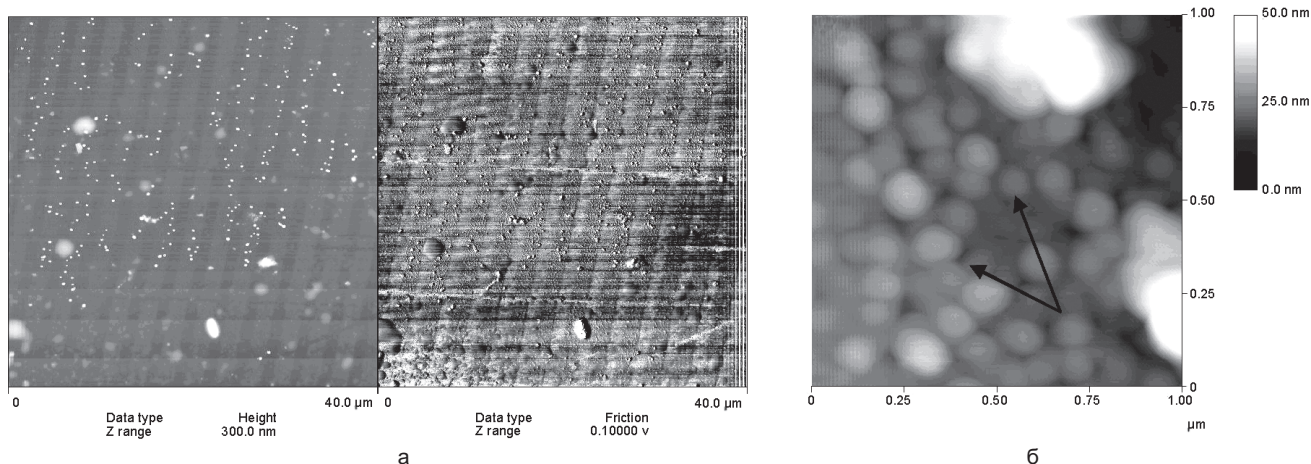 0 40.0 µm
Data type Height
Z range 300.0 nm
0 40.0 µm
Data type Friction
Z range 0.10000 v
а
1.00
0.75
0.50
0.25
0
0 0.25 0.50 0.75 1.00
µm
50.0 nm
25.0 nm
0.0 nm
б